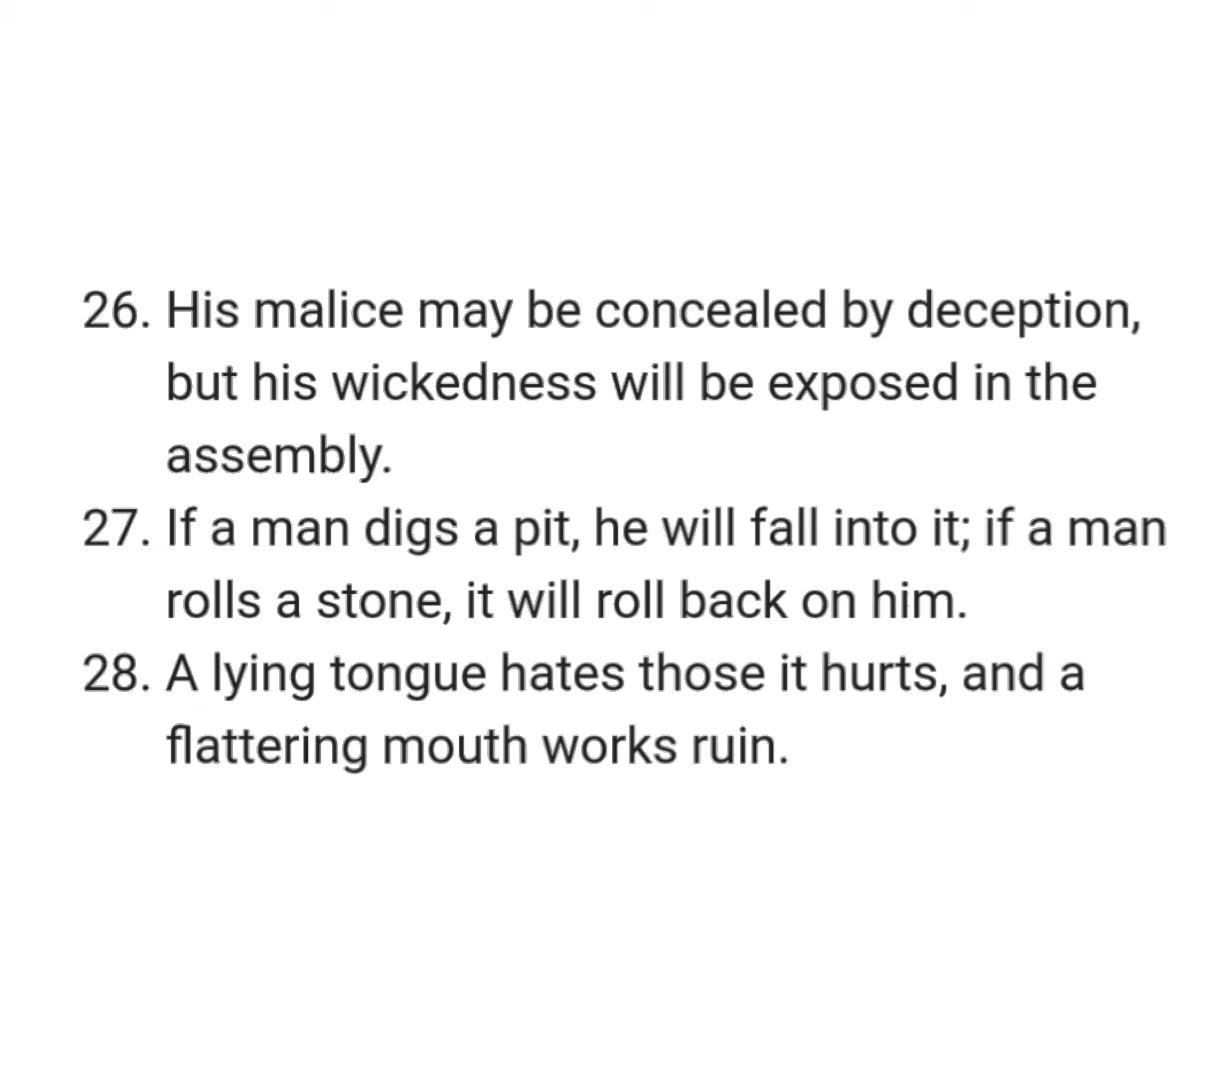 26. His malice may be concealed by deception,
but his wickedness will be exposed in the
assembly.
27. If a man digs a pit, he will fall into it; if a man
rolls a stone, it will roll back on him.
28. A lying tongue hates those it hurts, and a
flattering mouth works ruin.